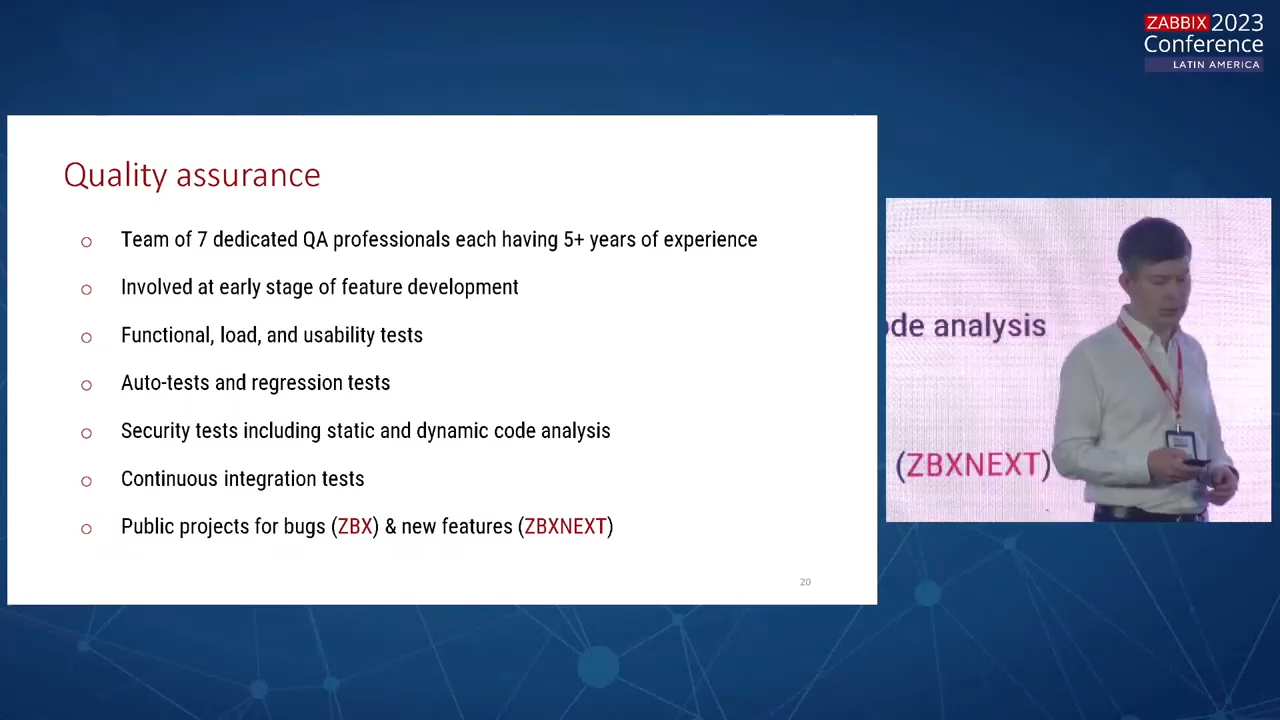 ZABBIX 2023
Conference
LATIN AMERICA
Quality assurance
Team of 7 dedicated QA professionals each having 5+ years of experience
Involved at early stage of feature development
Functional, load, and usability tests
Auto-tests and regression tests
Security tests including static and dynamic code analysis
Continuous integration tests
Public projects for bugs (ZBX) & new features (ZBXNEXT)
20
de analysis
(ZBXNEXT)